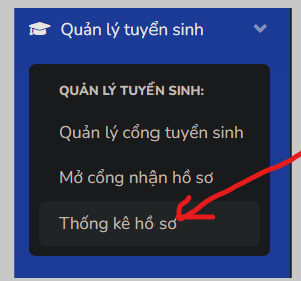 Quản lý tuyển sinh
QUẢN LÝ TUYỂN SINH:
Quản lý cổng tuyển sinh
Mở cổng nhận hồ sơ
Thống kê hồ sơ